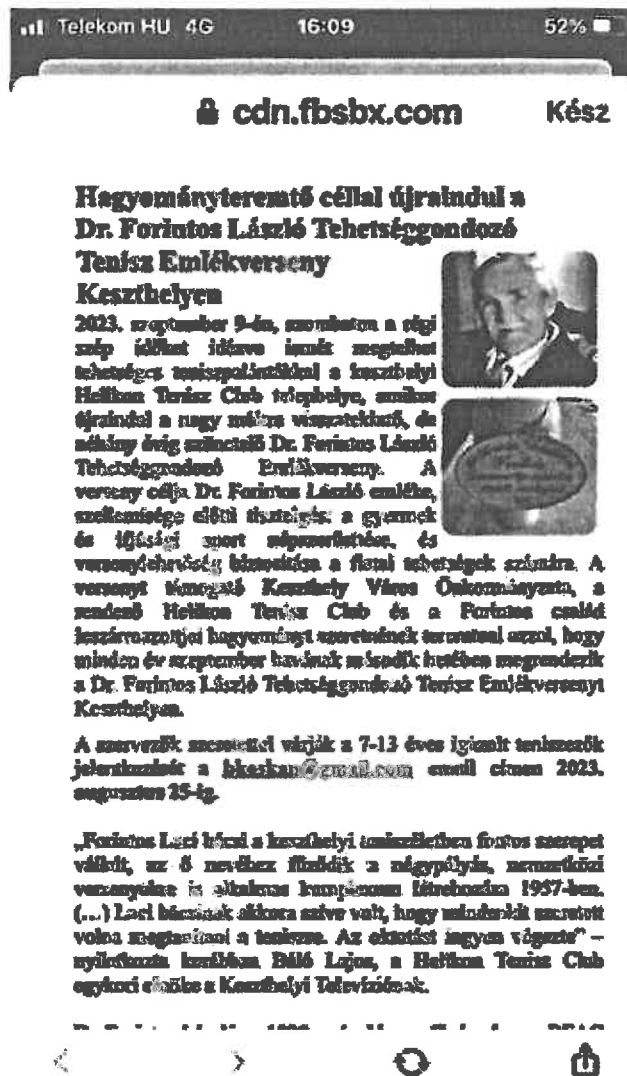 Telekom HU 4G 16:09 52%
cdn.fbsbx.com Kész
Hagyományteremtő céllal újraindul a
Dr. Forintos László Tehetséggondozó
Tenisz Emlékverseny
Keszthelyen
2023. szeptember 9-én, szombaton a régi
szép időket idézve ismét megtelhet
tehetséges teniszpalántákkal a keszthelyi
Helikon Tenisz Club telephelye, amikor
újraindul a nagy múltra visszatekintő, de
néhány évig szünetelő Dr. Forintos László
Tehetséggondozó Emlékverseny. A
verseny célja Dr. Forintos László emléke,
szellemisége előtti tisztelgés; a gyermek
és ifjúsági sport népszerűsítése, és
versenylehetőség biztosítása a fiatal tehetségek számára. A
versenyt támogató Keszthely Város Önkormányzata, a
rendező Helikon Tenisz Club és a Forintos család
leszármazottjai hagyományt szeretnének teremteni azzal, hogy
minden év szeptember havának második hetében megrendezik
a Dr. Forintos László Tehetséggondozó Tenisz Emlékversenyt
Keszthelyen.
A szervezők szeretettel várják a 7-13 éves igazolt teniszezők
jelentkezését a bkaskan@gmail.com email címen 2023.
augusztus 25-ig.
„Forintos Laci bácsi a keszthelyi teniszéletben fontos szerepet
vállalt, az ő nevéhez fűződik a négypályás, nemzetközi
versenyekre is alkalmas komplexum létrehozása 1957-ben.
(...) Laci bácsinak akkora szíve volt, hogy mindenkit szeretett
volna megtanítani a teniszre. Az oktatást ingyen végezte" –
nyilatkozta korábban Báló Lajos, a Helikon Tenisz Club
egykori elnöke a Keszthelyi Televíziónak.